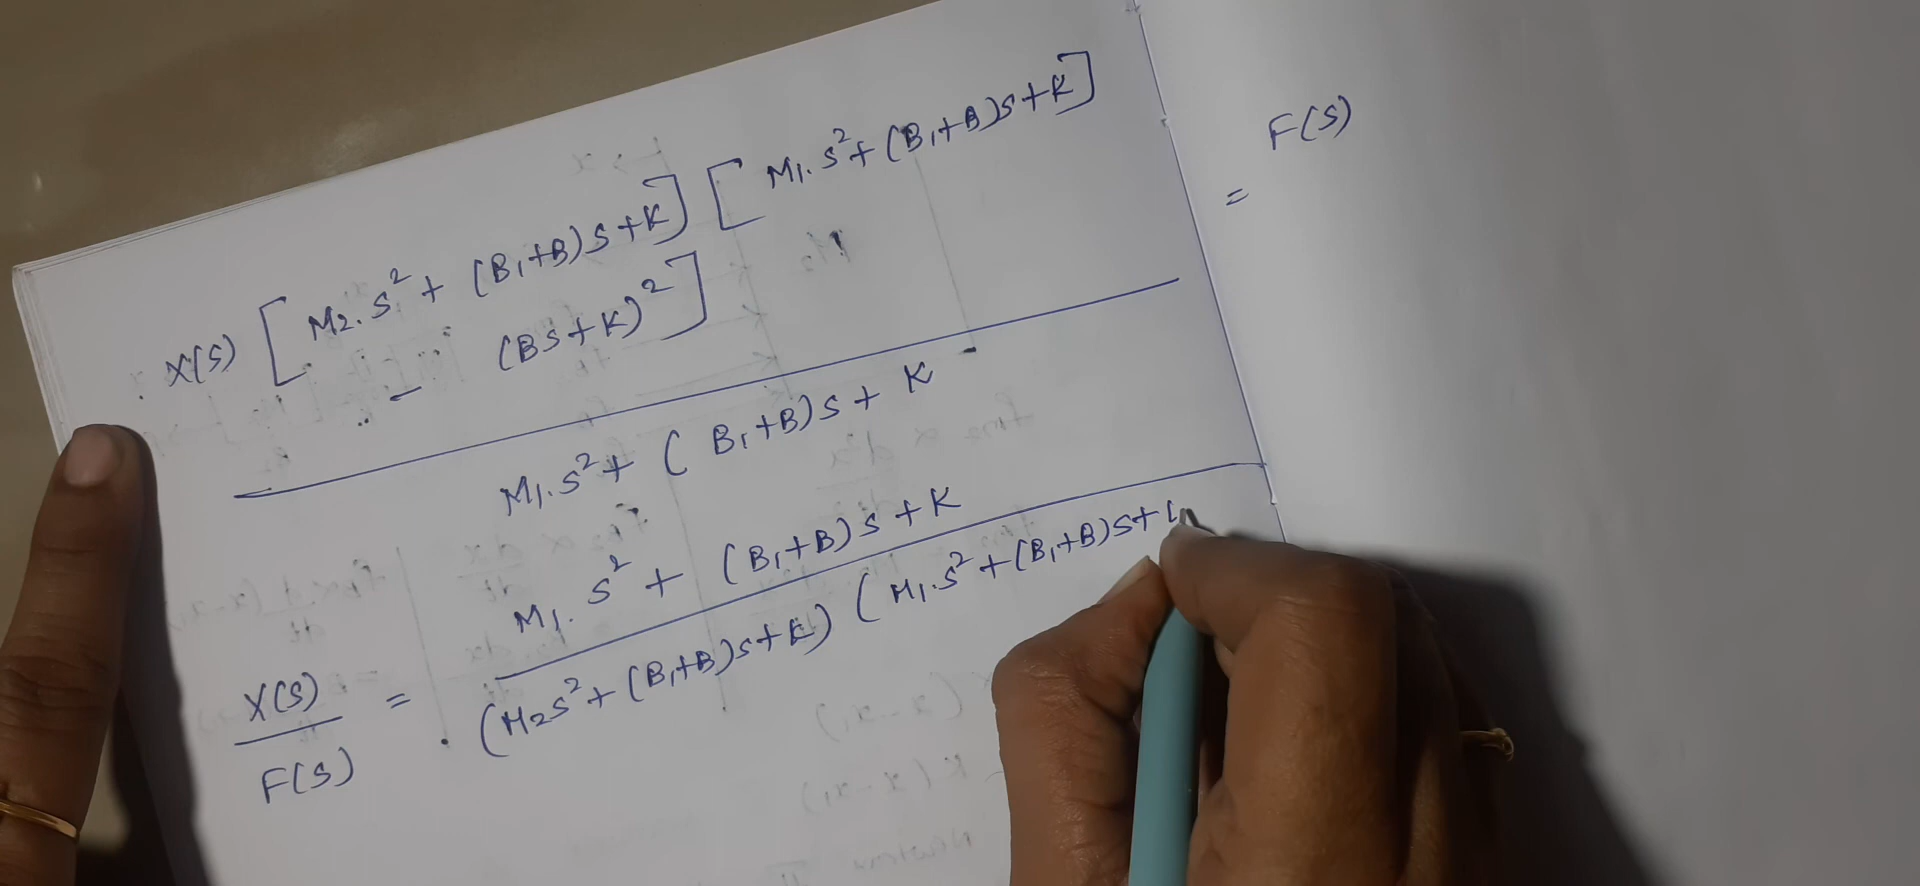 X(S) [M2.S² + (B1+B)S+K] [M1.S²+(B1+B)S+K]
- (BS+K)²]
= F(S)
M1.S²+(B1+B)S+K
X(S)/F(S) = M1.S² + (B1+B)S+K
(M2S²+(B1+B)S+K) (M1.S²+(B1+B)S+